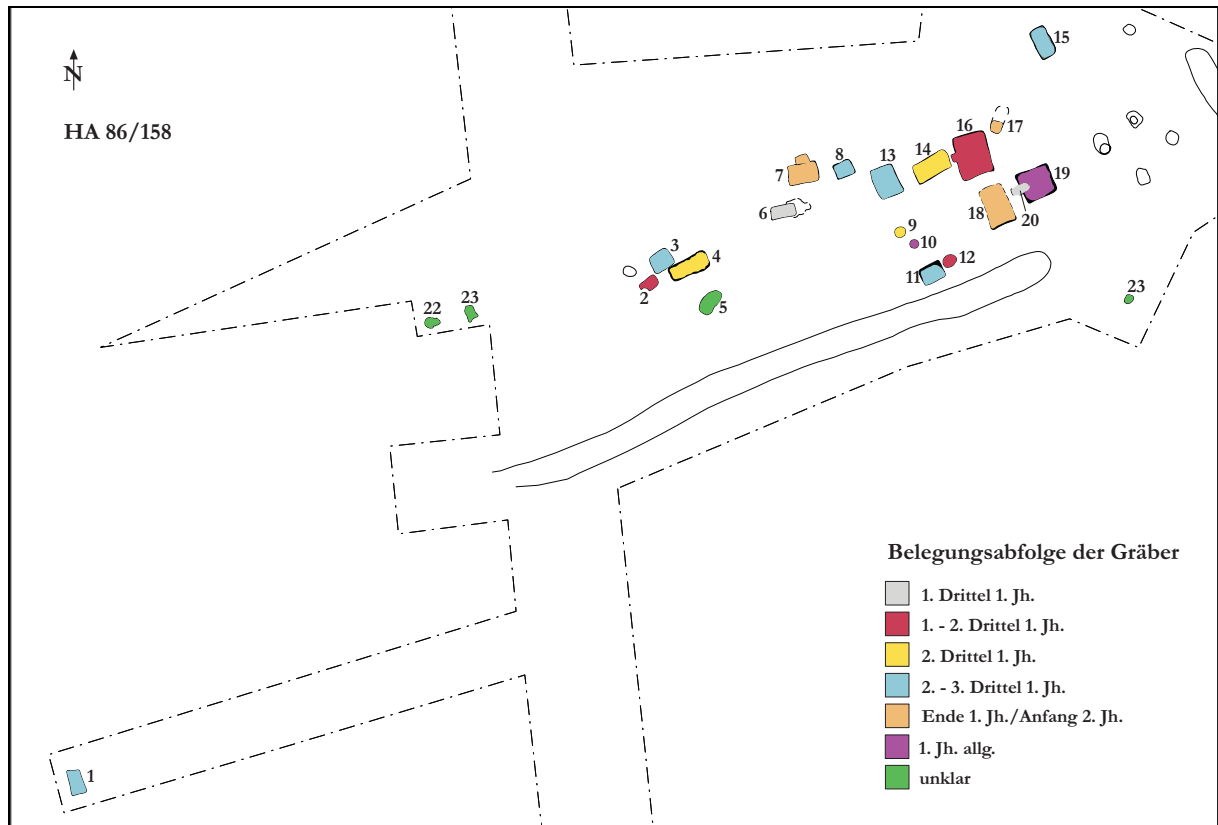 N
HA 86/158
15
16
17
14
13
8
7
19
6
18
20
9
10
3
4
12
11
2
5
22
23
23
Belegungsabfolge der Gräber
1. Drittel 1. Jh.
1. - 2. Drittel 1. Jh.
2. Drittel 1. Jh.
2. - 3. Drittel 1. Jh.
Ende 1. Jh./Anfang 2. Jh.
1. Jh. allg.
unklar
1